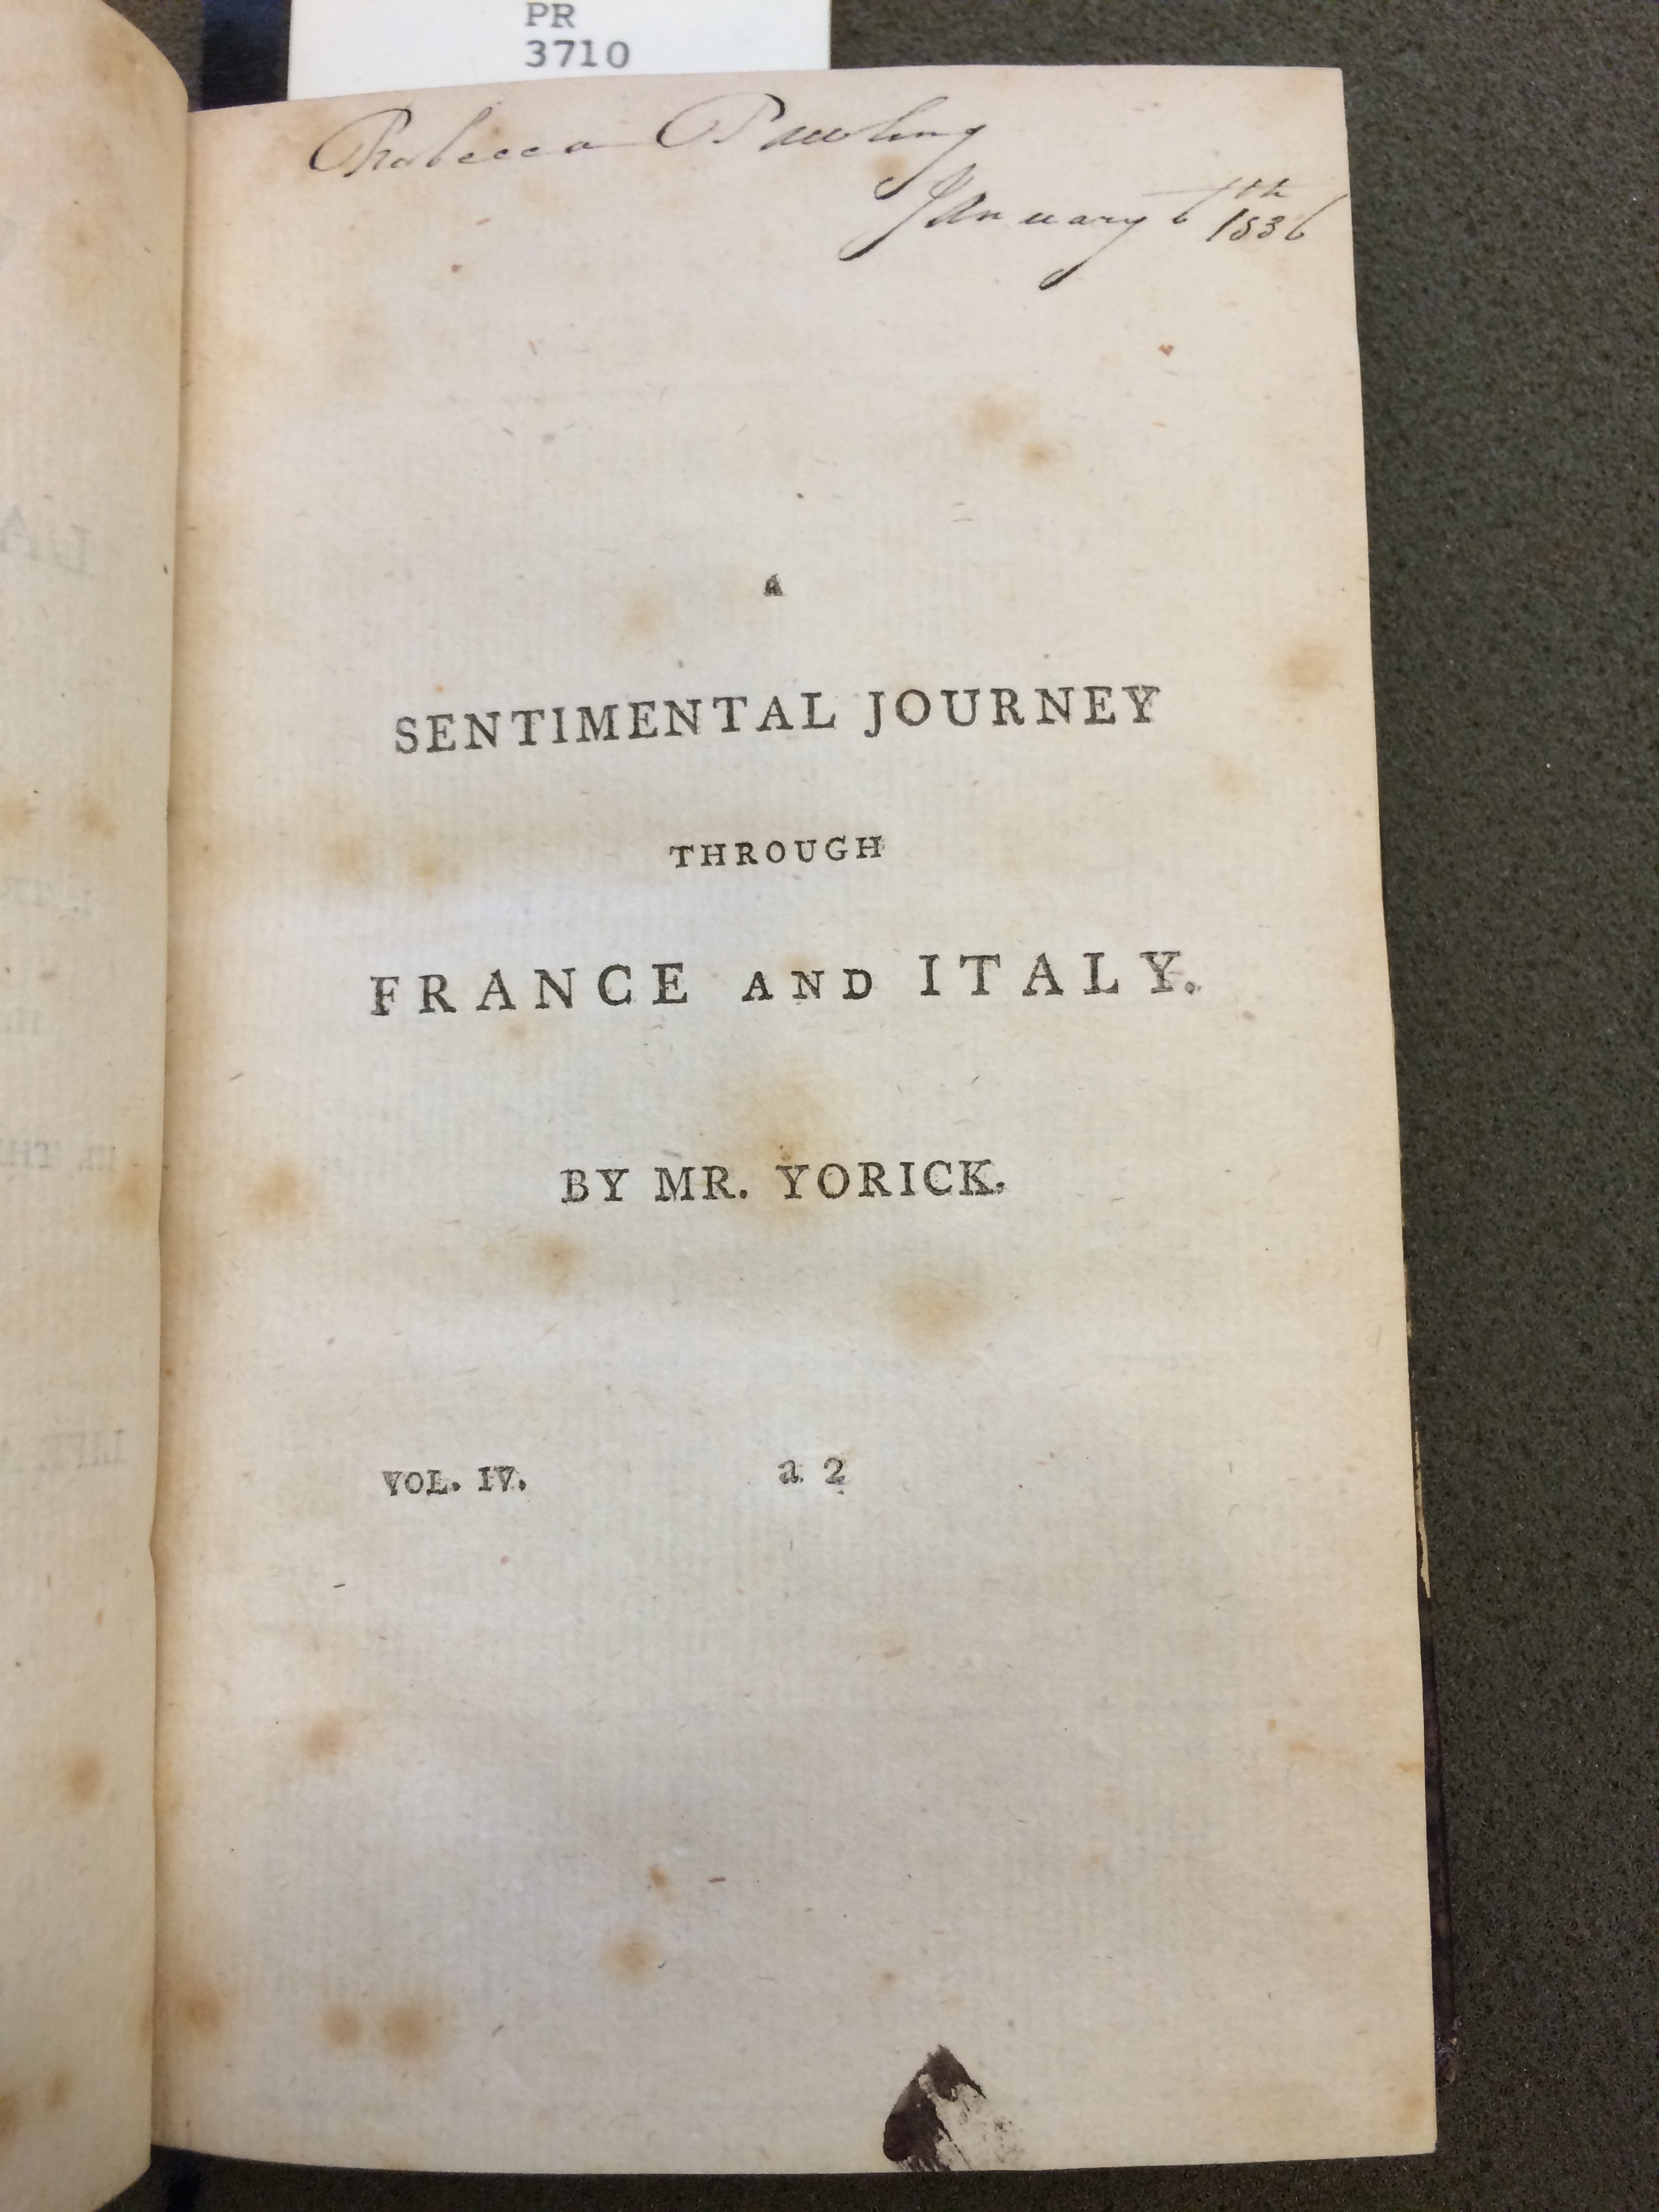 PR
3710
Rebecca Pawling
January 6th 1836
A
SENTIMENTAL JOURNEY
THROUGH
FRANCE AND ITALY.
BY MR. YORICK.
VOL. IV. a 2